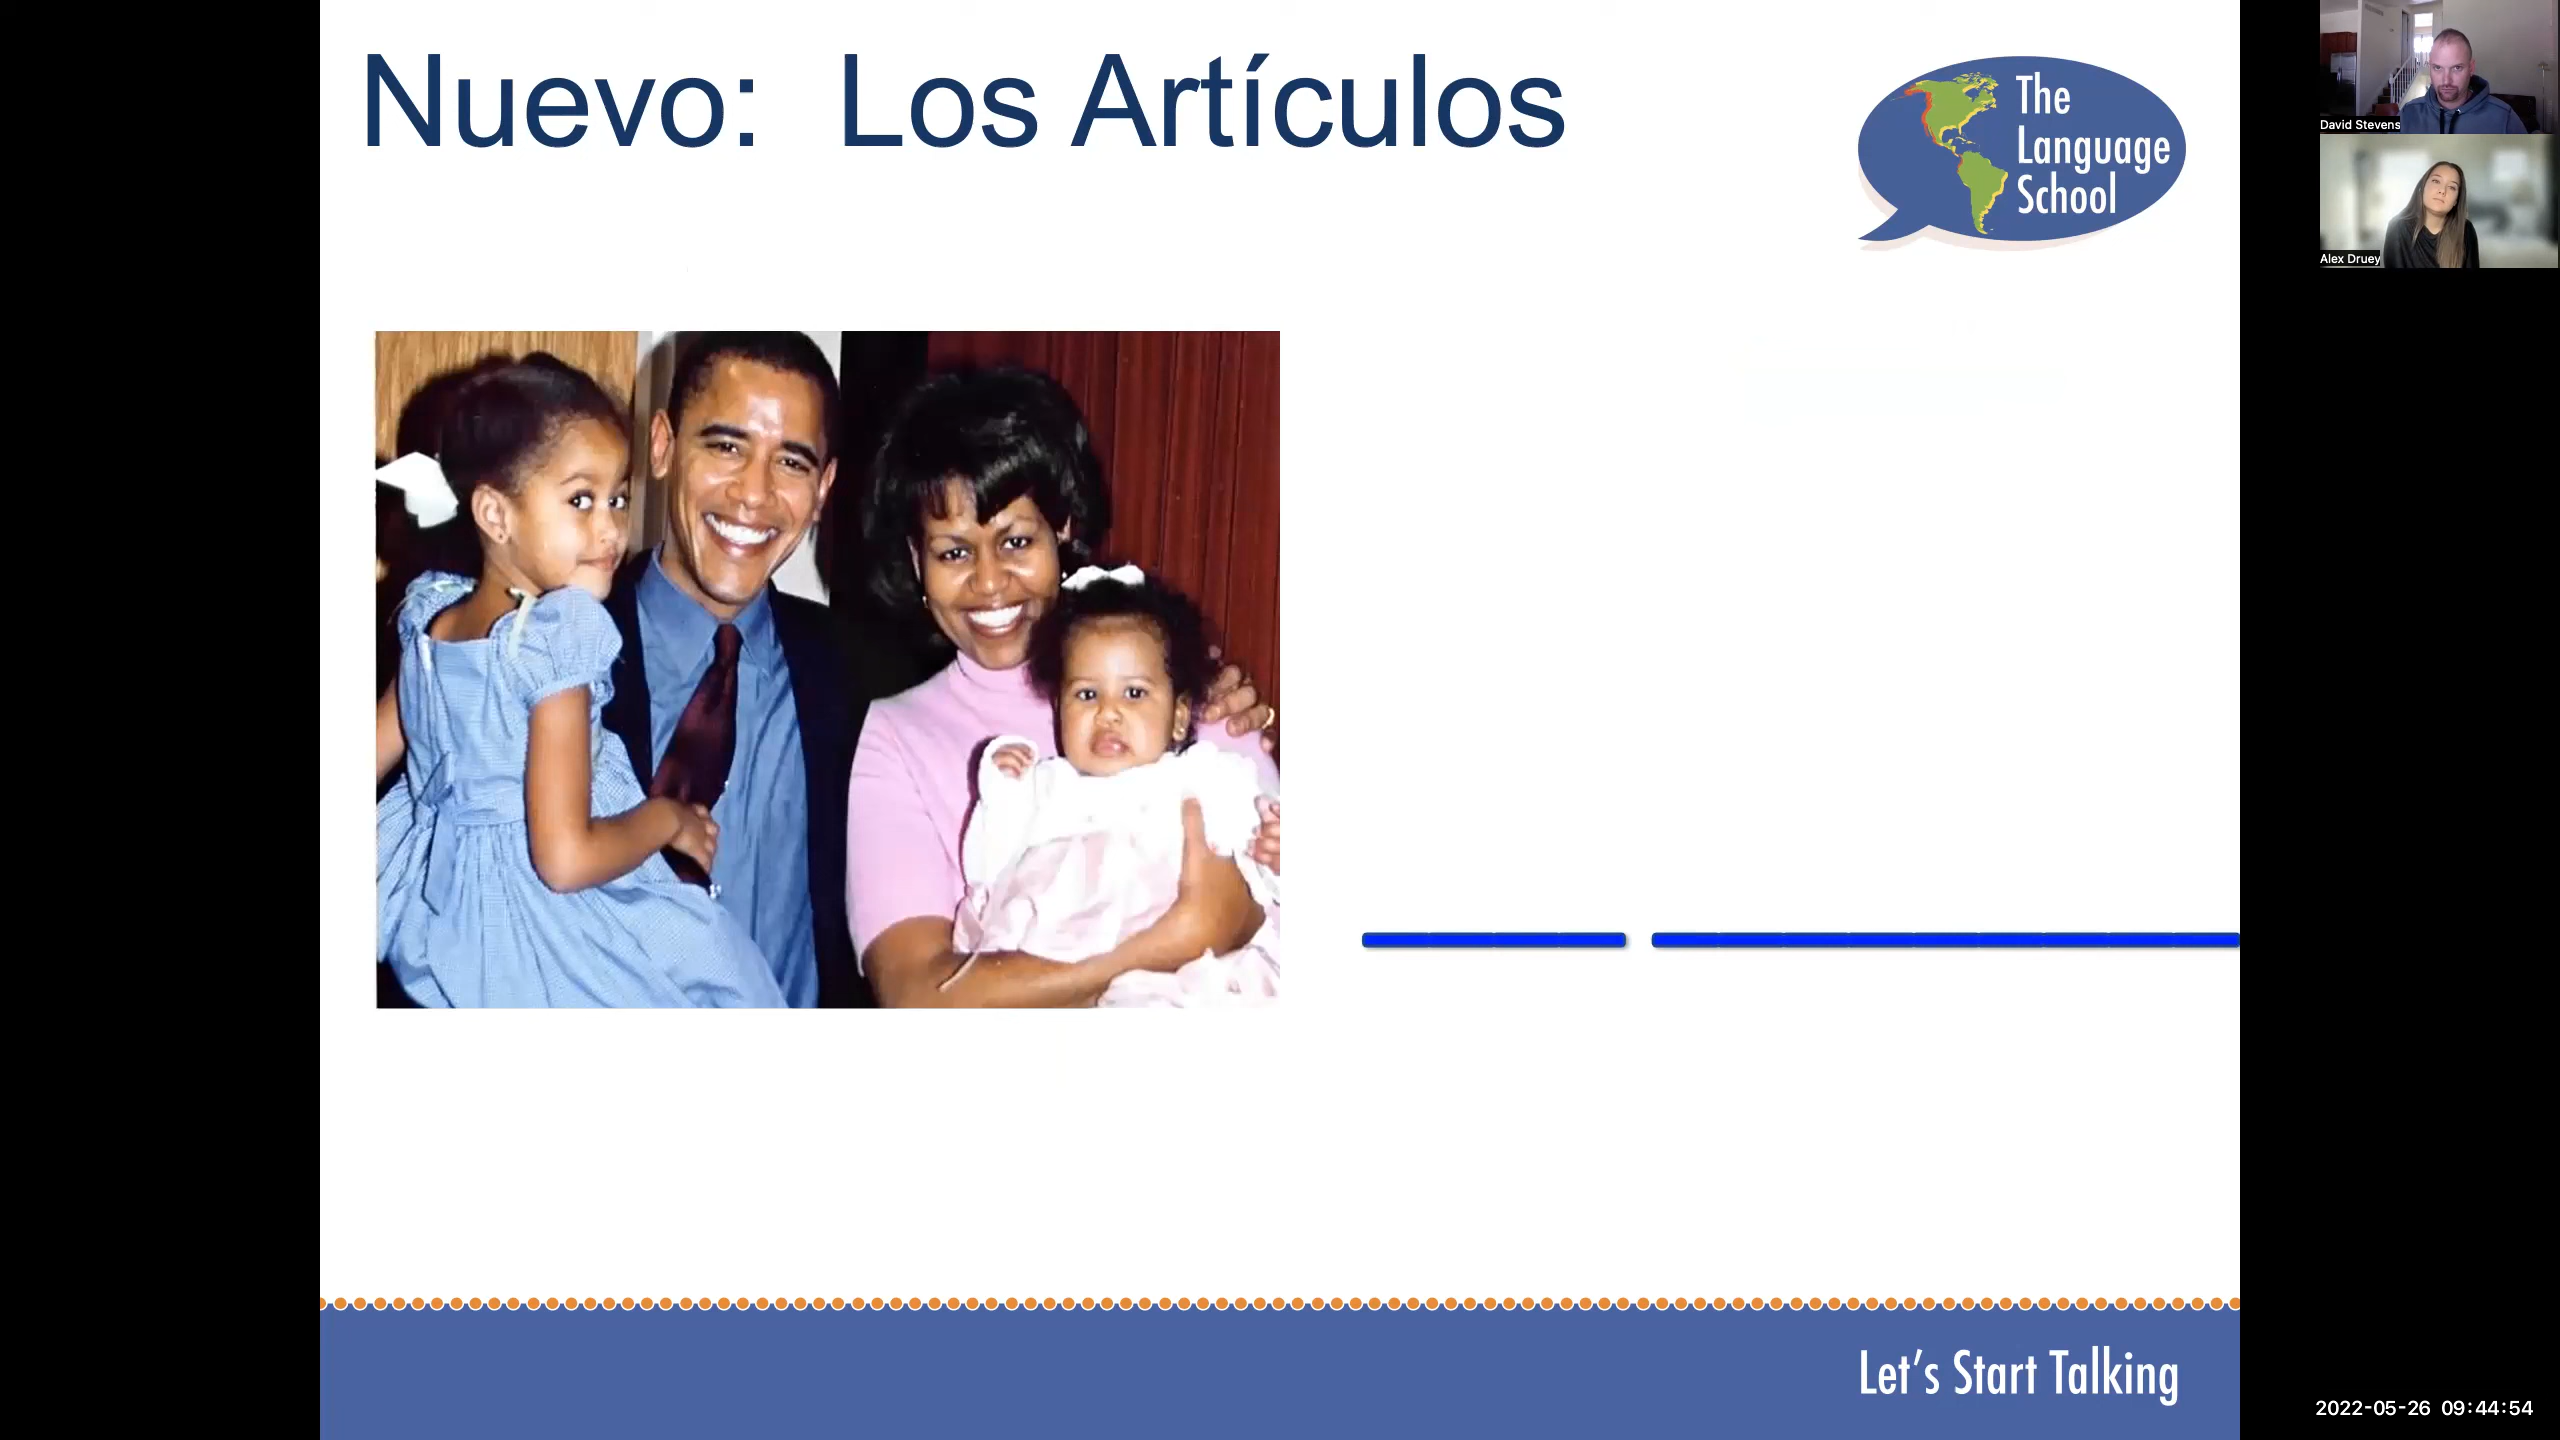 Nuevo:  Los Artículos
The
Language
School
David Stevens
Alex Druey
Let's Start Talking
2022-05-26 09:44:54